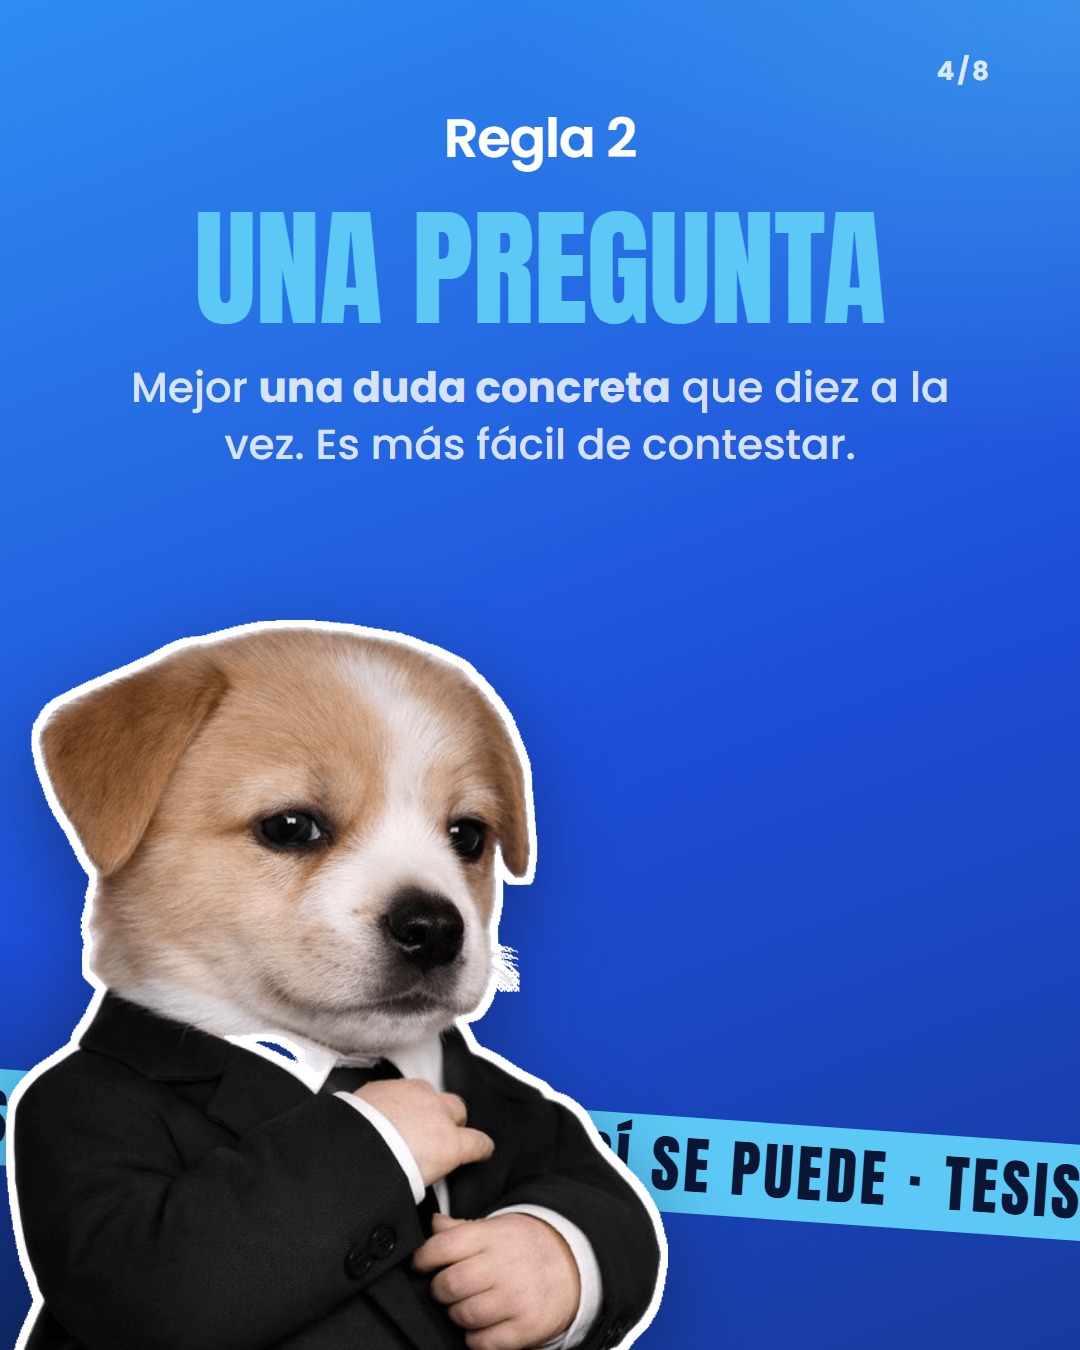 4/8
Regla 2
UNA PREGUNTA
Mejor una duda concreta que diez a la
vez. Es más fácil de contestar.
SÍ SE PUEDE · TESIS